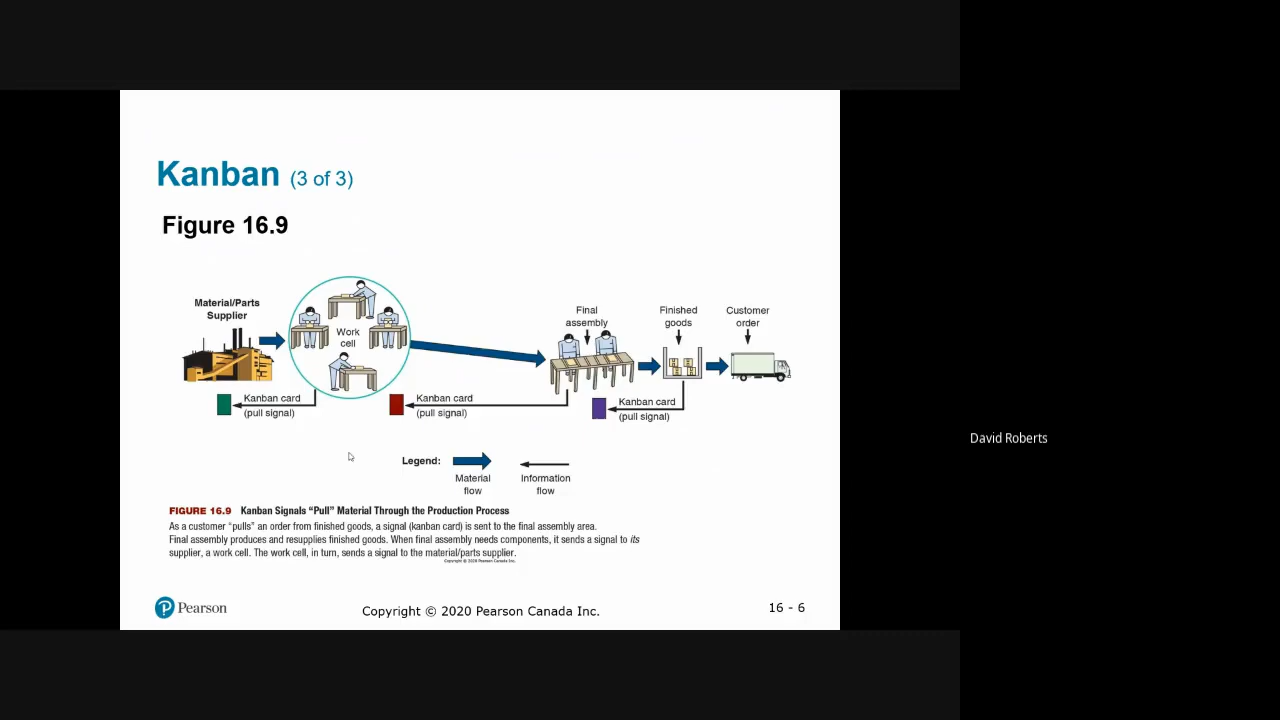 Kanban (3 of 3)
Figure 16.9
Material/Parts
Supplier
Work
cell
Final
assembly
Finished
goods
Customer
order
Kanban card
(pull signal)
Kanban card
(pull signal)
Kanban card
(pull signal)
Legend:
Material
flow
Information
flow
FIGURE 16.9 Kanban Signals “Pull” Material Through the Production Process
As a customer “pulls” an order from finished goods, a signal (kanban card) is sent to the final assembly area.
Final assembly produces and resupplies finished goods. When final assembly needs components, it sends a signal to its
supplier, a work cell. The work cell, in turn, sends a signal to the material/parts supplier.
Copyright © 2020 Pearson Canada Inc.
P Pearson
Copyright © 2020 Pearson Canada Inc.
16 - 6
David Roberts